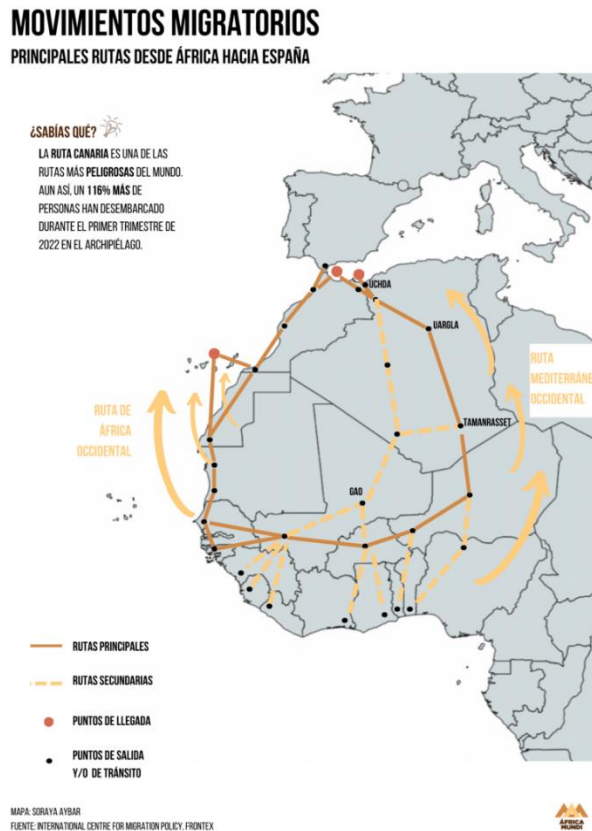 MOVIMIENTOS MIGRATORIOS
PRINCIPALES RUTAS DESDE ÁFRICA HACIA ESPAÑA
¿SABÍAS QUÉ?
LA RUTA CANARIA ES UNA DE LAS
RUTAS MÁS PELIGROSAS DEL MUNDO.
AUN ASÍ, UN 116% MÁS DE
PERSONAS HAN DESEMBARCADO
DURANTE EL PRIMER TRIMESTRE DE
2022 EN EL ARCHIPIÉLAGO.
UCHDA
UARGLA
RUTA
MEDITERRÁNE
OCCIDENTAL
RUTA DE
ÁFRICA
OCCIDENTAL
TAMANRASSET
GAO
RUTAS PRINCIPALES
RUTAS SECUNDARIAS
PUNTOS DE LLEGADA
PUNTOS DE SALIDA
Y/O DE TRÁNSITO
MAPA: SORAYA AYBAR
FUENTE: INTERNATIONAL CENTRE FOR MIGRATION POLICY, FRONTEX
ÁFRICA
MUNDI